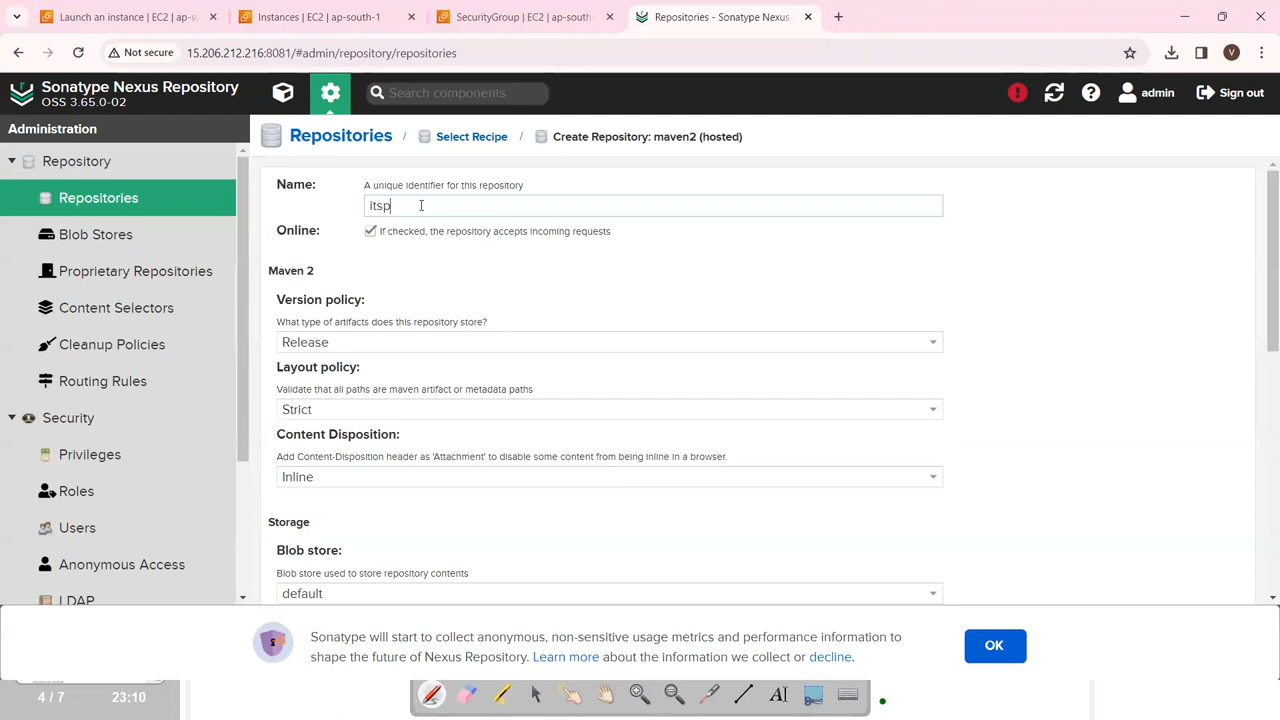 Launch an instance | EC2 | ap-s
Instances | EC2 | ap-south-1
SecurityGroup | EC2 | ap-south-
Repositories - Sonatype Nexus
Not secure
15.206.212.216:8081/#admin/repository/repositories
V
Sonatype Nexus Repository
OSS 3.65.0-02
Search components
admin
Sign out
Administration
Repositories / Select Recipe / Create Repository: maven2 (hosted)
Repository
Repositories
Blob Stores
Proprietary Repositories
Content Selectors
Cleanup Policies
Routing Rules
Security
Privileges
Roles
Users
Anonymous Access
LDAP
Name:
A unique identifier for this repository
itsp
Online:
If checked, the repository accepts incoming requests
Maven 2
Version policy:
What type of artifacts does this repository store?
Release
Layout policy:
Validate that all paths are maven artifact or metadata paths
Strict
Content Disposition:
Add Content-Disposition header as 'Attachment' to disable some content from being inline in a browser.
Inline
Storage
Blob store:
Blob store used to store repository contents
default
Sonatype will start to collect anonymous, non-sensitive usage metrics and performance information to
shape the future of Nexus Repository. Learn more about the information we collect or decline.
OK
4 / 7
23:10